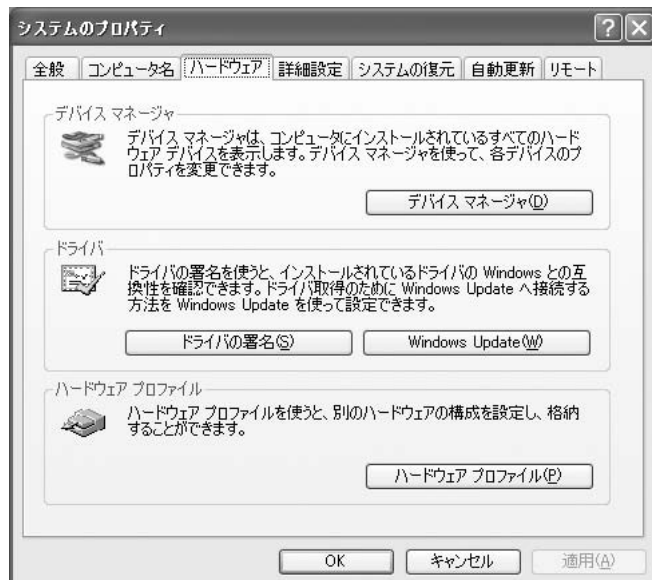 システムのプロパティ
全般 コンピュータ名 ハードウェア 詳細設定 システムの復元 自動更新 リモート
デバイス マネージャ
デバイス マネージャは、コンピュータにインストールされているすべてのハード
ウェア デバイスを表示します。デバイス マネージャを使って、各デバイスのプ
ロパティを変更できます。
デバイス マネージャ(D)
ドライバ
ドライバの署名を使うと、インストールされているドライバの Windows との互
換性を確認できます。ドライバ取得のために Windows Update へ接続する
方法を Windows Update を使って設定できます。
ドライバの署名(S) Windows Update(W)
ハードウェア プロファイル
ハードウェア プロファイルを使うと、別のハードウェアの構成を設定し、格納
することができます。
ハードウェア プロファイル(P)
OK キャンセル 適用(A)